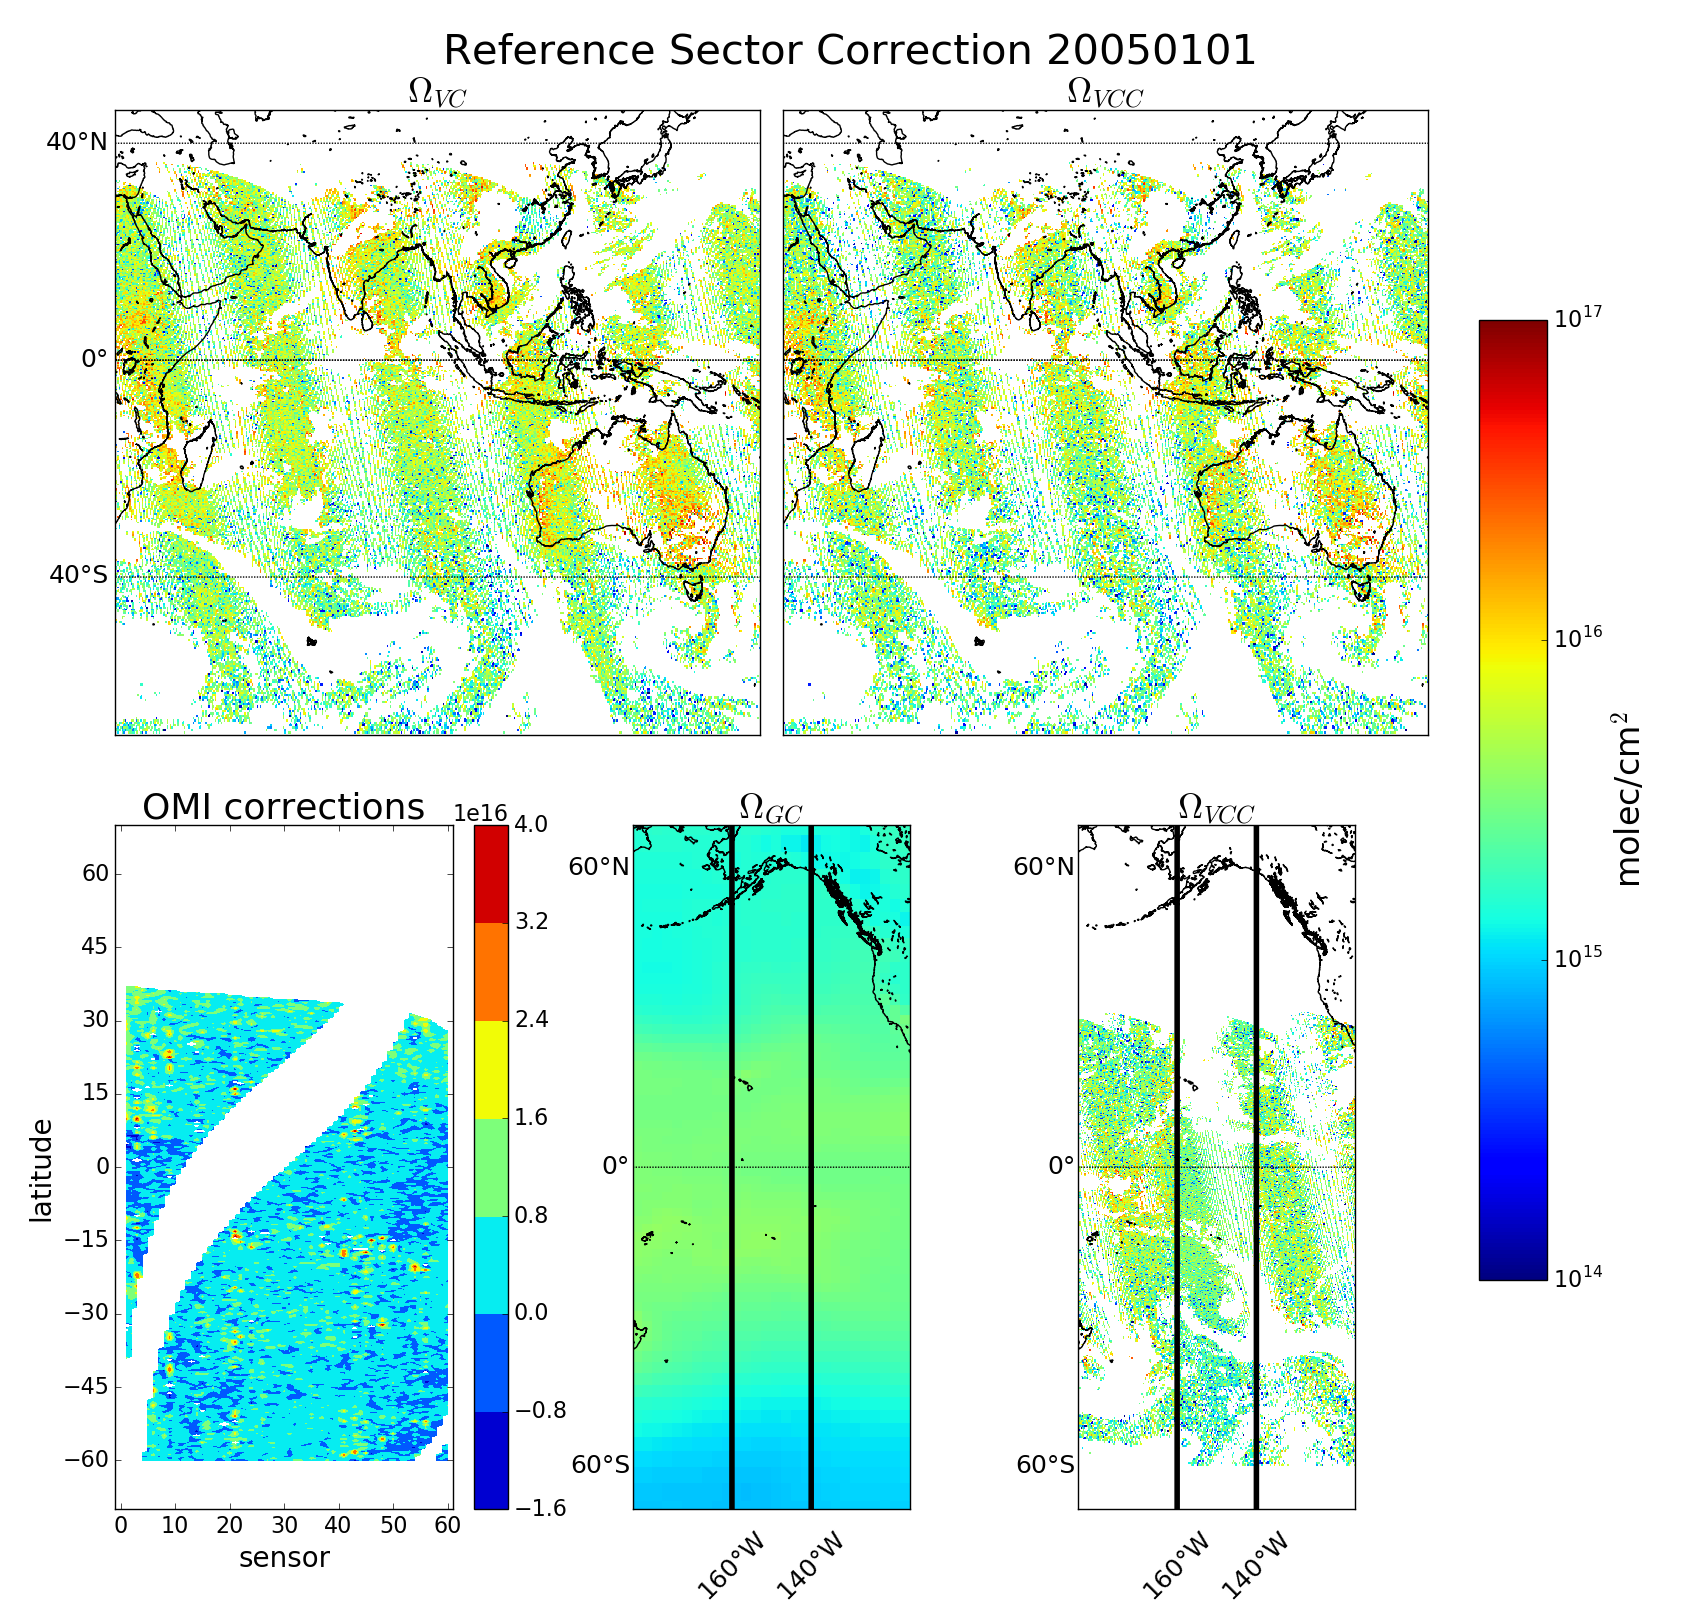 Reference Sector Correction 20050101
Ω_VC
Ω_VCC
40°N
0°
40°S
10^17
10^16
10^15
10^14
molec/cm^2
OMI corrections
1e16
4.0
3.2
2.4
1.6
0.8
0.0
−0.8
−1.6
60
45
30
15
0
−15
−30
−45
−60
latitude
0 10 20 30 40 50 60
sensor
Ω_GC
60°N
0°
60°S
160°W 140°W
Ω_VCC
60°N
0°
60°S
160°W 140°W